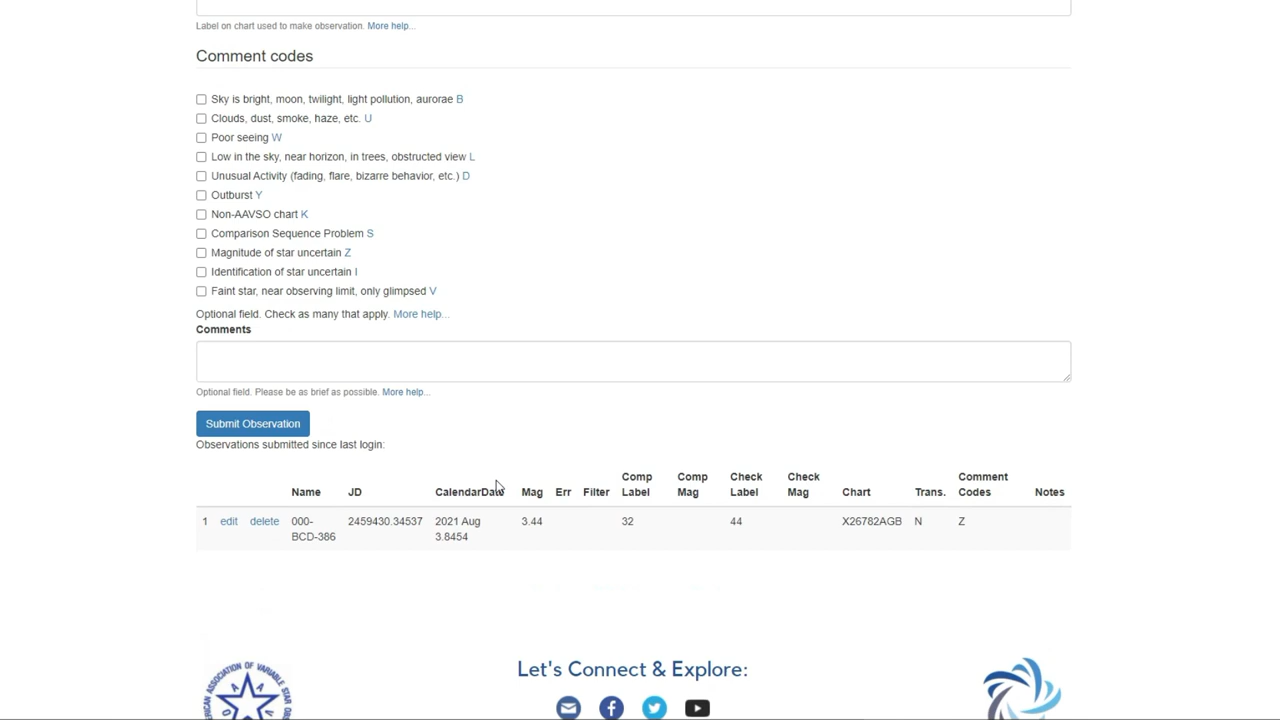 Label on chart used to make observation. More help...
Comment codes
Sky is bright, moon, twilight, light pollution, aurorae B
Clouds, dust, smoke, haze, etc. U
Poor seeing W
Low in the sky, near horizon, in trees, obstructed view L
Unusual Activity (fading, flare, bizarre behavior, etc.) D
Outburst Y
Non-AAVSO chart K
Comparison Sequence Problem S
Magnitude of star uncertain Z
Identification of star uncertain I
Faint star, near observing limit, only glimpsed V
Optional field. Check as many that apply. More help...
Comments
Optional field. Please be as brief as possible. More help...
Submit Observation
Observations submitted since last login:
Name JD CalendarDate Mag Err Filter Comp Label Comp Mag Check Label Check Mag Chart Trans. Comment Codes Notes
1 edit delete 000- 2459430.34537 2021 Aug 3.44 32 44 X26782AGB N Z
BCD-386 3.8454
Let's Connect & Explore:
ASSOCIATION OF VARIABLE STAR